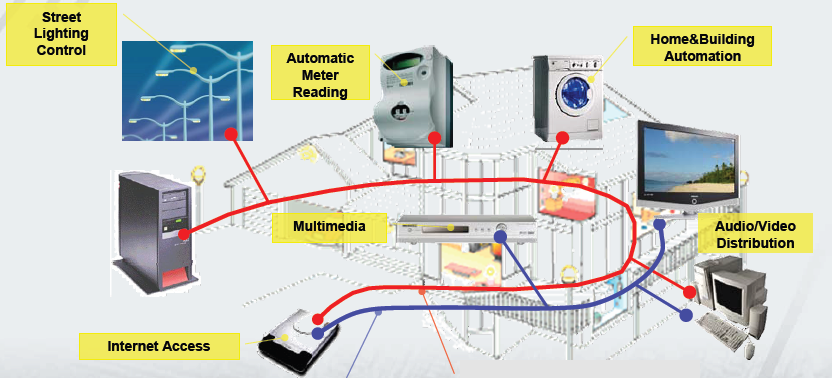 Street
Lighting
Control
Automatic
Meter
Reading
Home&Building
Automation
Multimedia
Audio/Video
Distribution
Internet Access